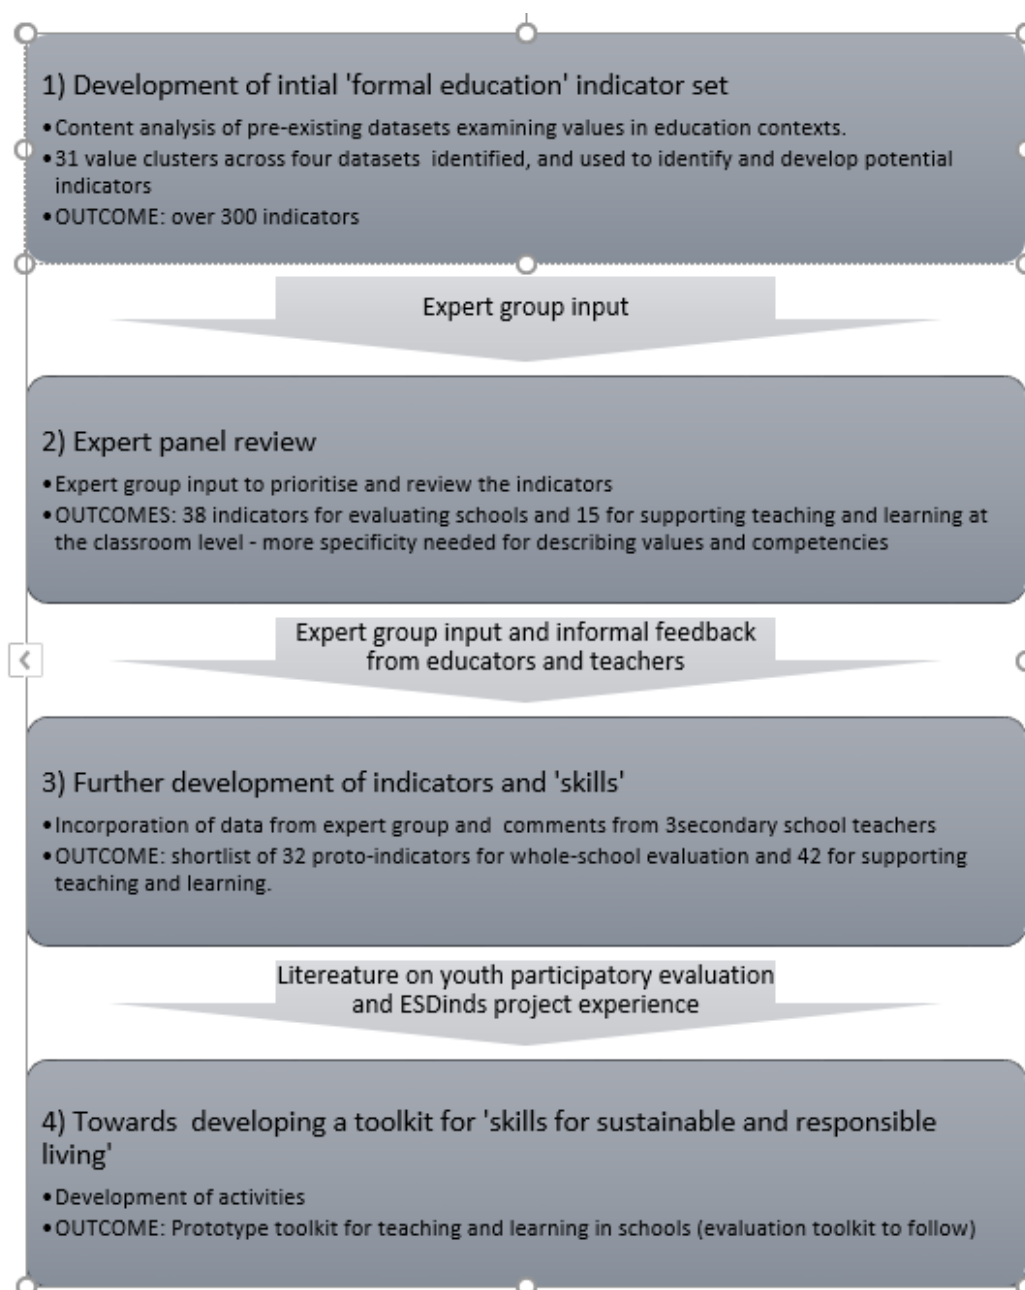 1) Development of intial 'formal education' indicator set
•Content analysis of pre-existing datasets examining values in education contexts.
•31 value clusters across four datasets identified, and used to identify and develop potential
indicators
•OUTCOME: over 300 indicators
Expert group input
2) Expert panel review
•Expert group input to prioritise and review the indicators
•OUTCOMES: 38 indicators for evaluating schools and 15 for supporting teaching and learning at
the classroom level - more specificity needed for describing values and competencies
Expert group input and informal feedback
from educators and teachers
3) Further development of indicators and 'skills'
•Incorporation of data from expert group and comments from 3secondary school teachers
•OUTCOME: shortlist of 32 proto-indicators for whole-school evaluation and 42 for supporting
teaching and learning.
Litereature on youth participatory evaluation
and ESDinds project experience
4) Towards developing a toolkit for 'skills for sustainable and responsible
living'
•Development of activities
•OUTCOME: Prototype toolkit for teaching and learning in schools (evaluation toolkit to follow)